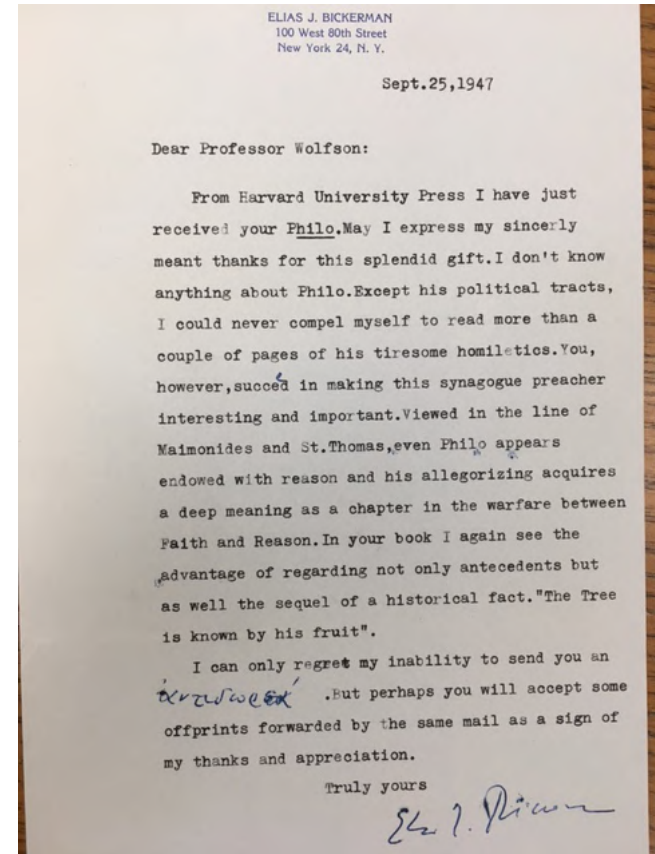 ELIAS J. BICKERMAN
100 West 80th Street
New York 24, N. Y.
Sept.25,1947
Dear Professor Wolfson:
From Harvard University Press I have just
received your Philo.May I express my sincerly
meant thanks for this splendid gift.I don't know
anything about Philo.Except his political tracts,
I could never compel myself to read more than a
couple of pages of his tiresome homiletics.You,
however,succeed in making this synagogue preacher
interesting and important.Viewed in the line of
Maimonides and St.Thomas,even Philo appears
endowed with reason and his allegorizing acquires
a deep meaning as a chapter in the warfare between
Faith and Reason.In your book I again see the
advantage of regarding not only antecedents but
as well the sequel of a historical fact."The Tree
is known by his fruit".
I can only regret my inability to send you an
.But perhaps you will accept some
offprints forwarded by the same mail as a sign of
my thanks and appreciation.
Truly yours